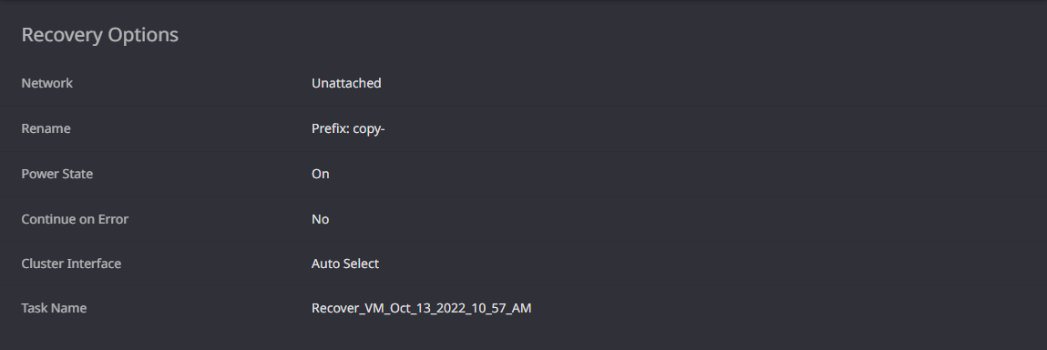 Recovery Options
Network Unattached
Rename Prefix: copy-
Power State On
Continue on Error No
Cluster Interface Auto Select
Task Name Recover_VM_Oct_13_2022_10_57_AM